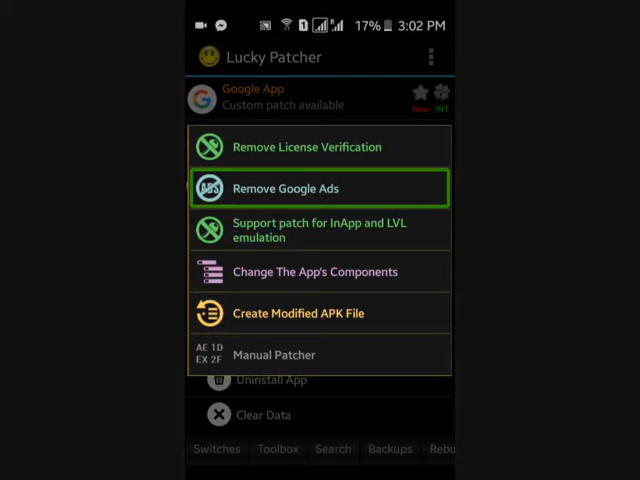 17% 3:02 PM
Lucky Patcher
Google App
Custom patch available
New INT
Remove License Verification
ADS
Remove Google Ads
Support patch for InApp and LVL
emulation
Change The App's Components
Create Modified APK File
AE 1D
EX 2F
Manual Patcher
Uninstall App
Clear Data
Switches Toolbox Search Backups Rebu